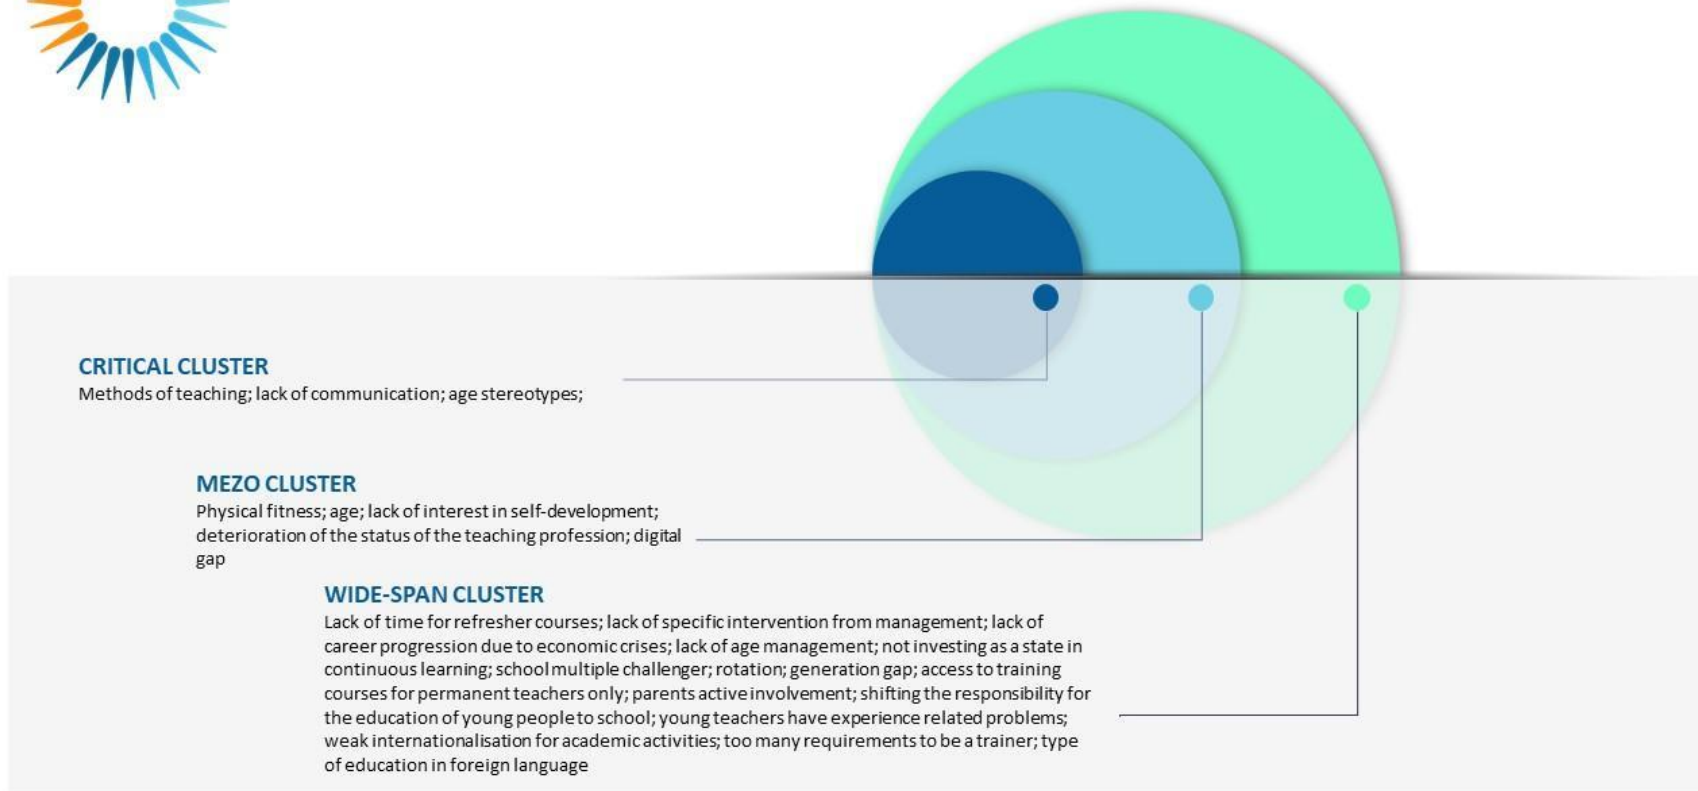 CRITICAL CLUSTER
Methods of teaching; lack of communication; age stereotypes;
MEZO CLUSTER
Physical fitness; age; lack of interest in self-development;
deterioration of the status of the teaching profession; digital
gap
WIDE-SPAN CLUSTER
Lack of time for refresher courses; lack of specific intervention from management; lack of
career progression due to economic crises; lack of age management; not investing as a state in
continuous learning; school multiple challenger; rotation; generation gap; access to training
courses for permanent teachers only; parents active involvement; shifting the responsibility for
the education of young people to school; young teachers have experience related problems;
weak internationalisation for academic activities; too many requirements to be a trainer; type
of education in foreign language